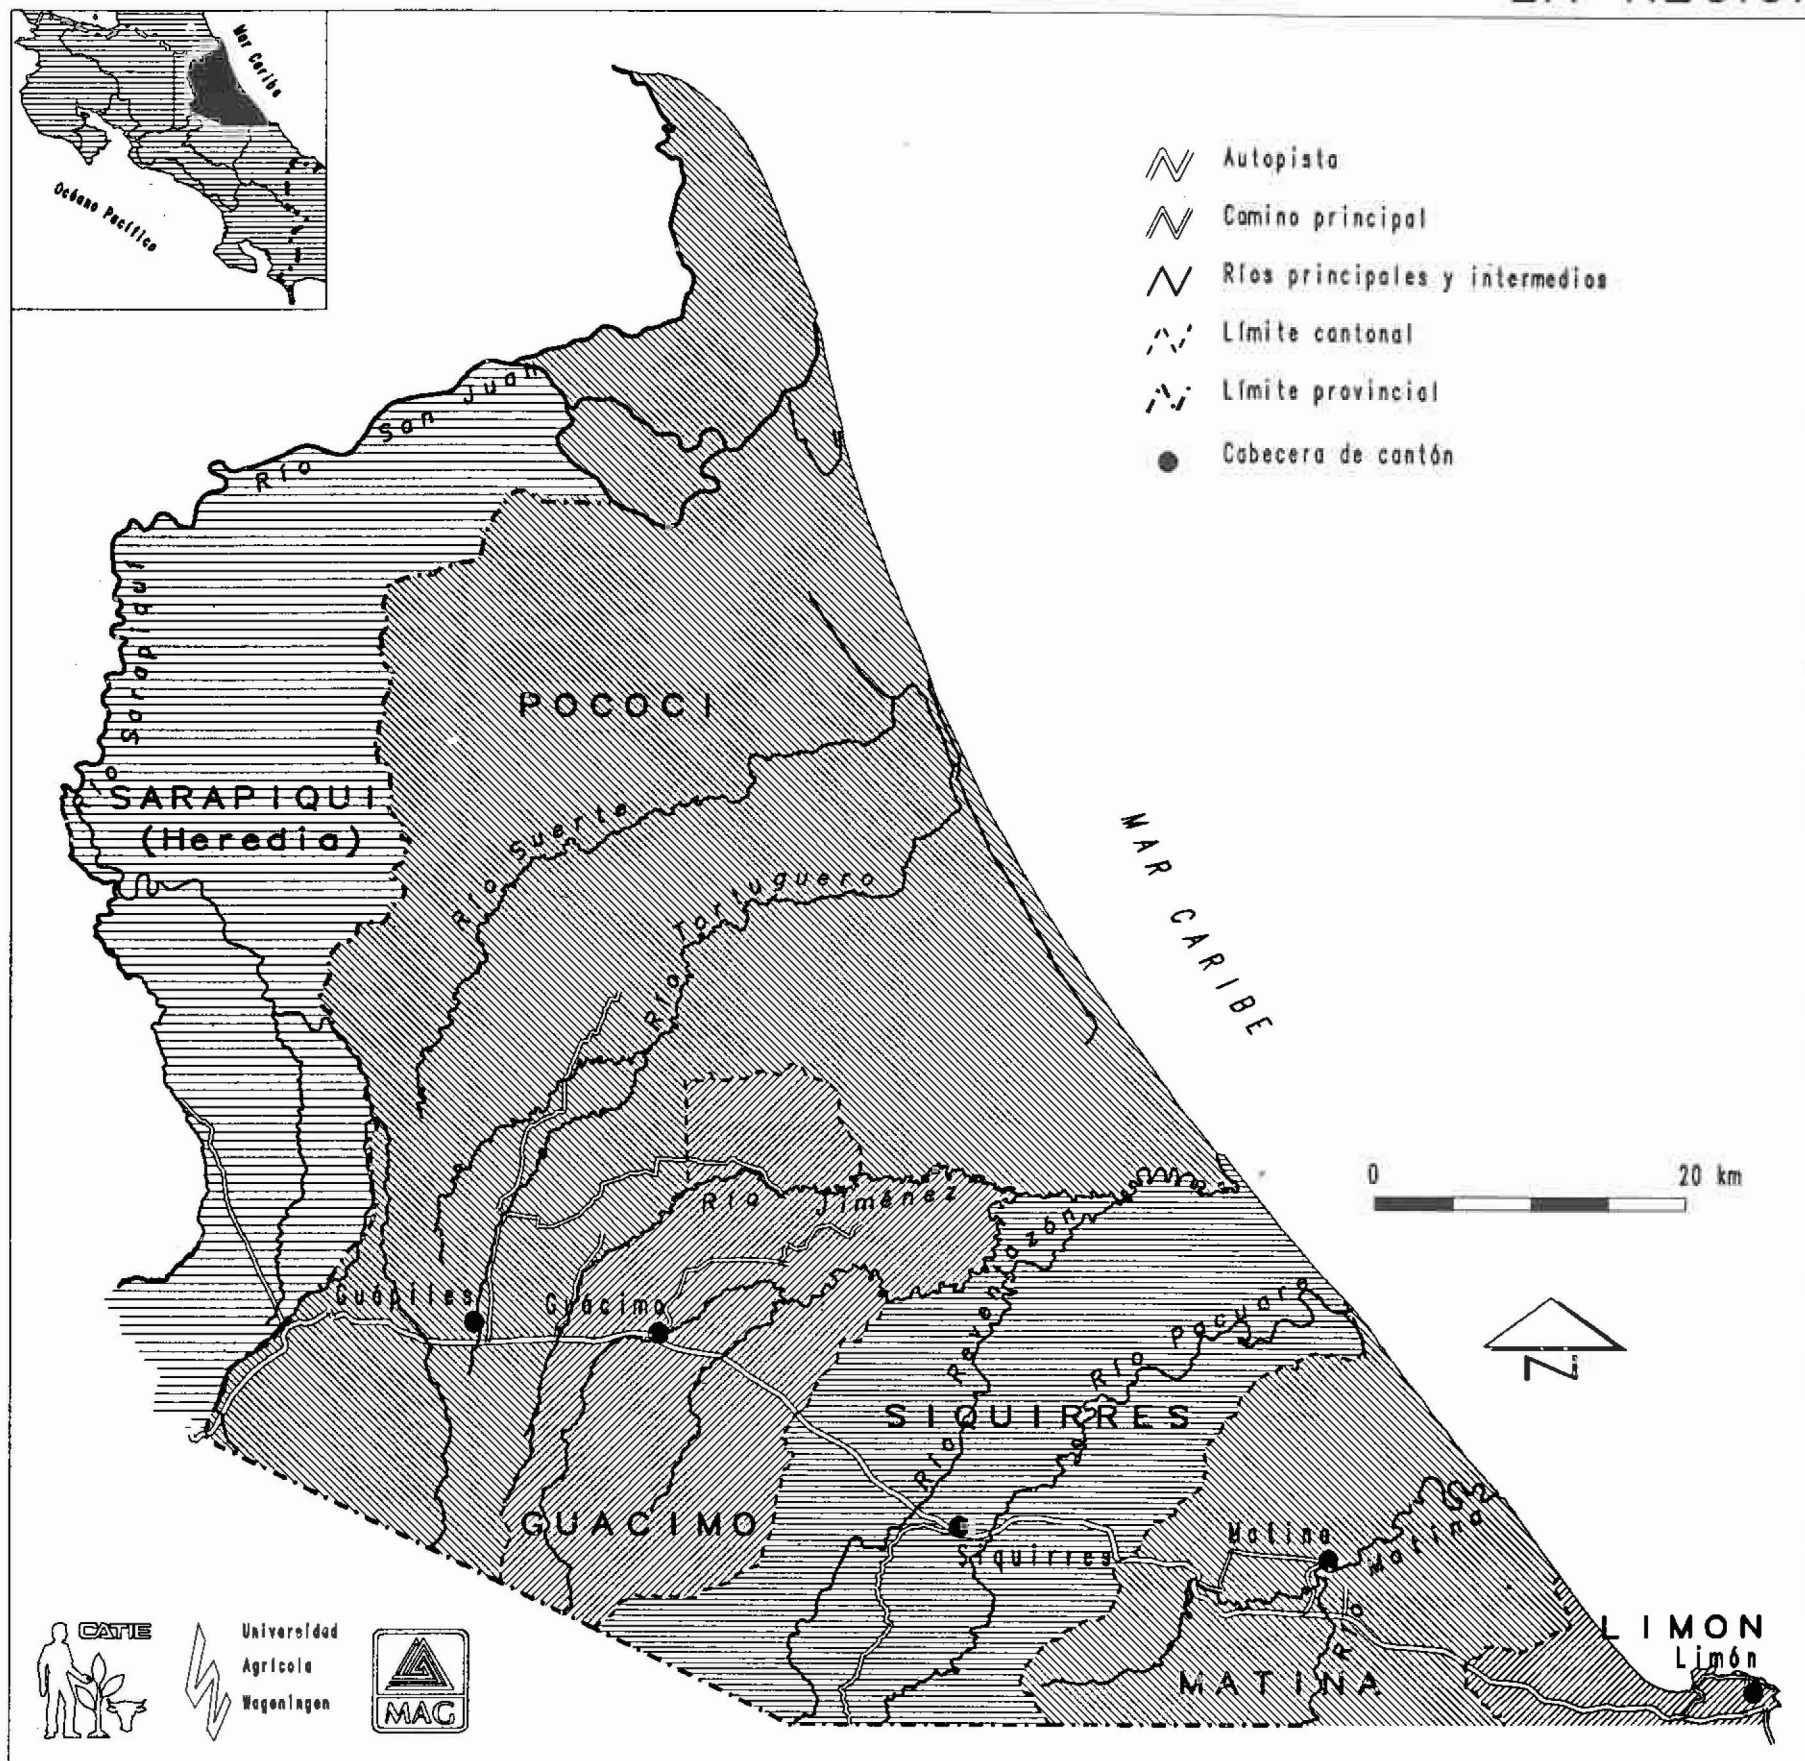 Mar Caribe
Océano Pacífico
Autopista
Camino principal
Ríos principales y intermedios
Límite cantonal
Límite provincial
Cabecera de cantón
Río San Juan
Río Sarapiquí
POCOCI
SARAPIQUI
(Heredia)
Río Suerte
Río Tortuguero
MAR CARIBE
0 20 km
Río Jiménez
Río Reventazón
Guápiles
Guácimo
Río Pacuare
N
SIQUIRRES
GUACIMO
Siquirres
Matina
Río Matina
MATINA
LIMON
Limón
CATIE
Universidad
Agrícola
Wageningen
MAG